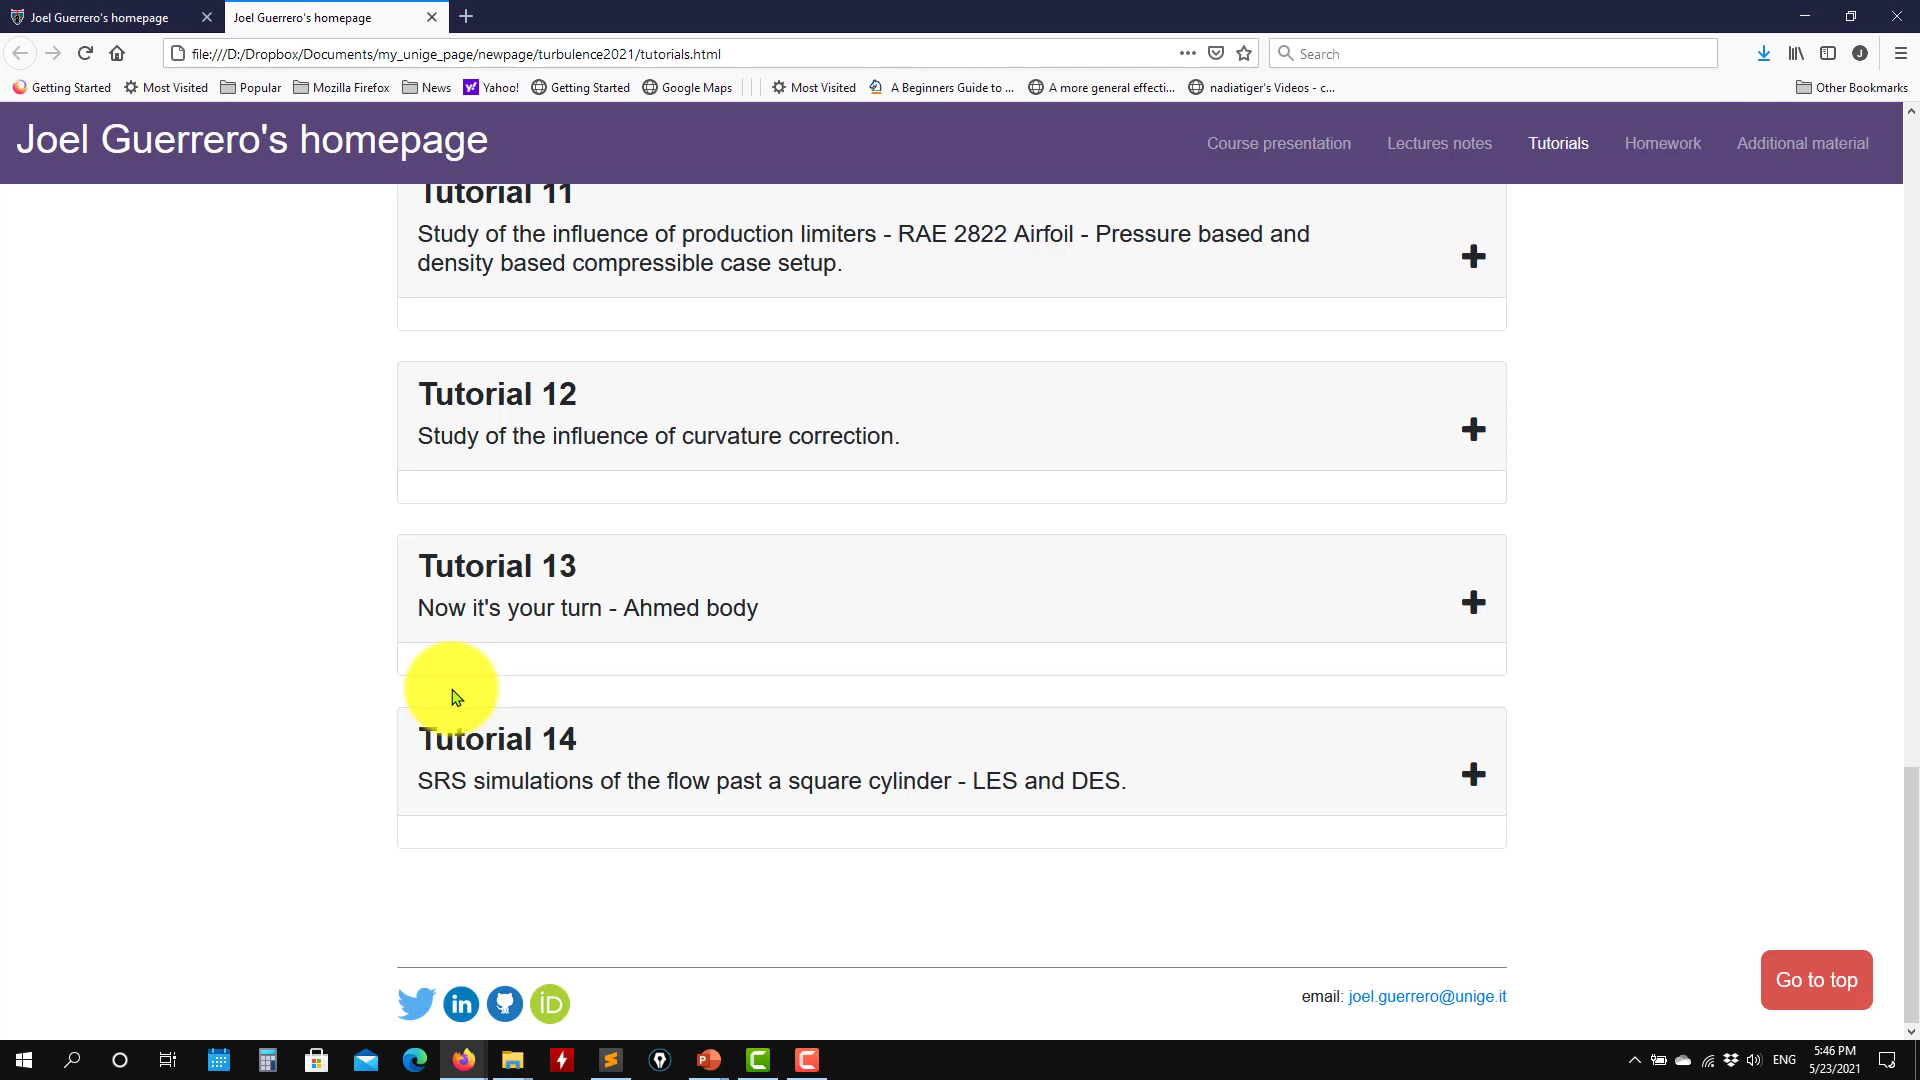 Joel Guerrero's homepage
Joel Guerrero's homepage
file:///D:/Dropbox/Documents/my_unige_page/newpage/turbulence2021/tutorials.html
Search
Getting Started
Most Visited
Popular
Mozilla Firefox
News
Yahoo!
Getting Started
Google Maps
Most Visited
A Beginners Guide to ...
A more general effecti...
nadiatiger's Videos - c...
Other Bookmarks
Joel Guerrero's homepage
Course presentation
Lectures notes
Tutorials
Homework
Additional material
Tutorial 11
Study of the influence of production limiters - RAE 2822 Airfoil - Pressure based and
density based compressible case setup.
Tutorial 12
Study of the influence of curvature correction.
Tutorial 13
Now it's your turn - Ahmed body
Tutorial 14
SRS simulations of the flow past a square cylinder - LES and DES.
Go to top
in
iD
email: joel.guerrero@unige.it
ENG
5:46 PM
5/23/2021